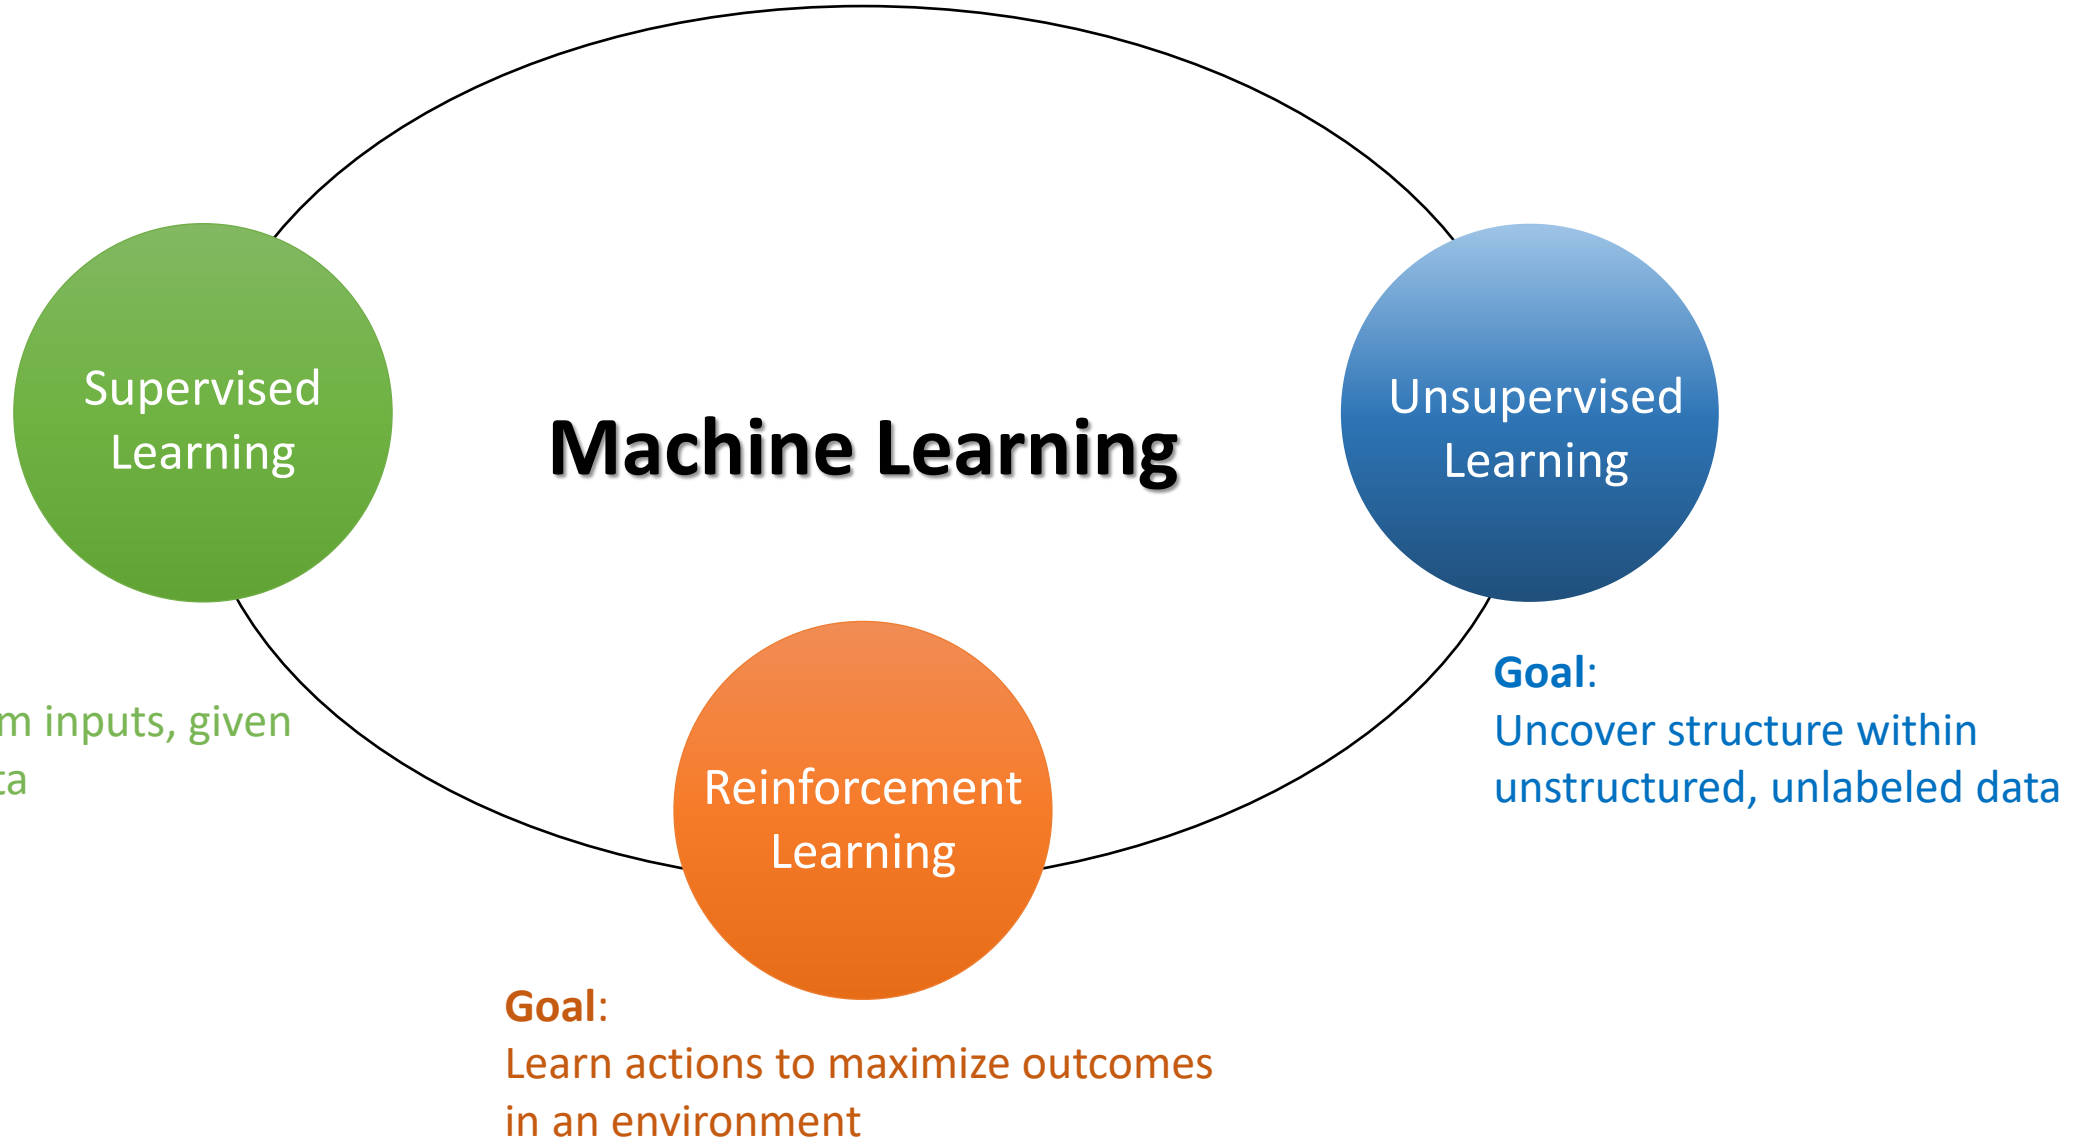 Supervised
Learning
Machine Learning
Unsupervised
Learning
inputs, given
Reinforcement
Learning
Goal:
Uncover structure within
unstructured, unlabeled data
Goal:
Learn actions to maximize outcomes
in an environment